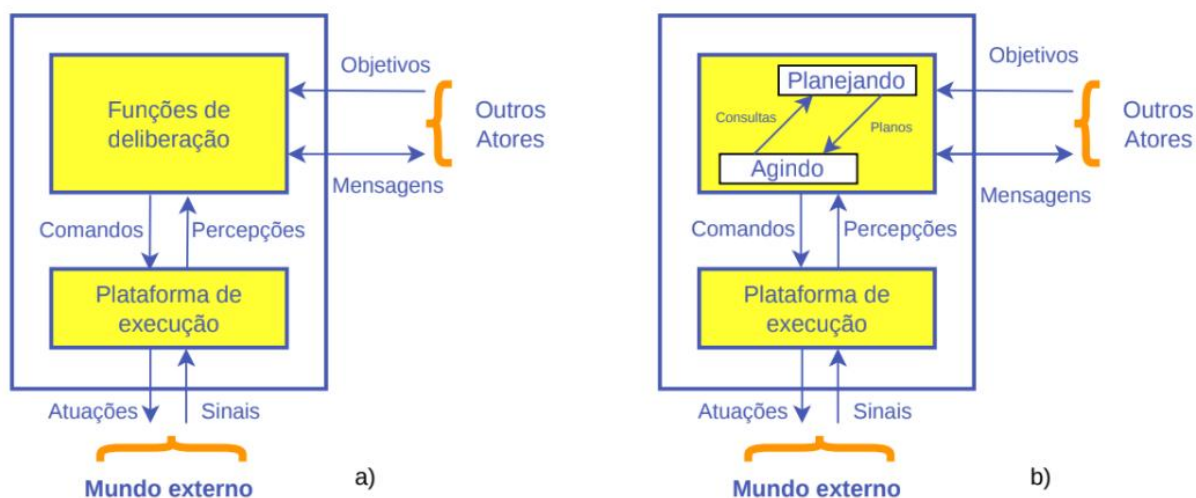 Objetivos
Funções de
deliberação
Outros
Atores
Mensagens
Comandos
Percepções
Plataforma de
execução
Atuações
Sinais
Mundo externo
a)
Objetivos
Planejando
Consultas
Planos
Agindo
Outros
Atores
Mensagens
Comandos
Percepções
Plataforma de
execução
Atuações
Sinais
Mundo externo
b)